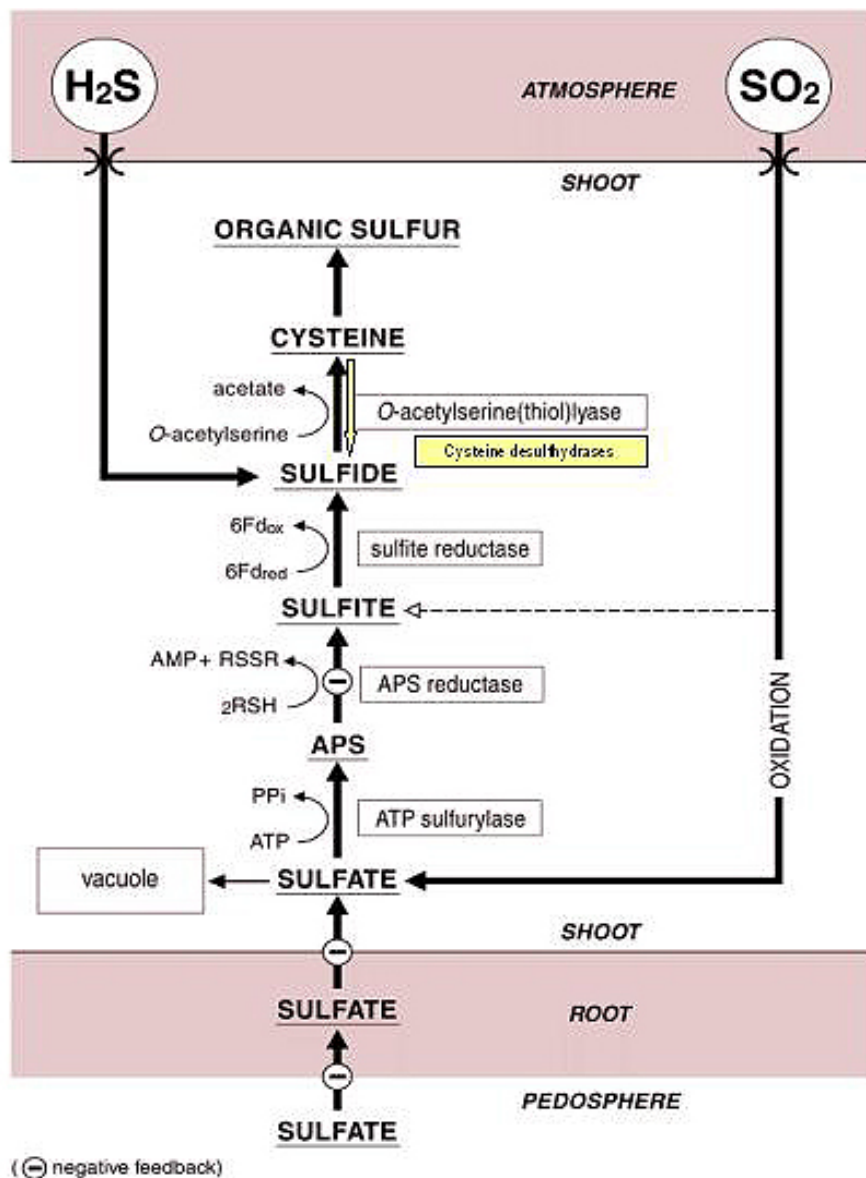 H2S
ATMOSPHERE
SO2
SHOOT
ORGANIC SULFUR
CYSTEINE
acetate
O-acetylserine(thiol)lyase
O-acetylserine
Cysteine desulfhydrases
SULFIDE
6Fdox
sulfite reductase
6Fdred
SULFITE
AMP+ RSSR
APS reductase
2RSH
OXIDATION
APS
PPi
ATP sulfurylase
ATP
vacuole
SULFATE
SHOOT
SULFATE
ROOT
PEDOSPHERE
SULFATE
(⊖ negative feedback)